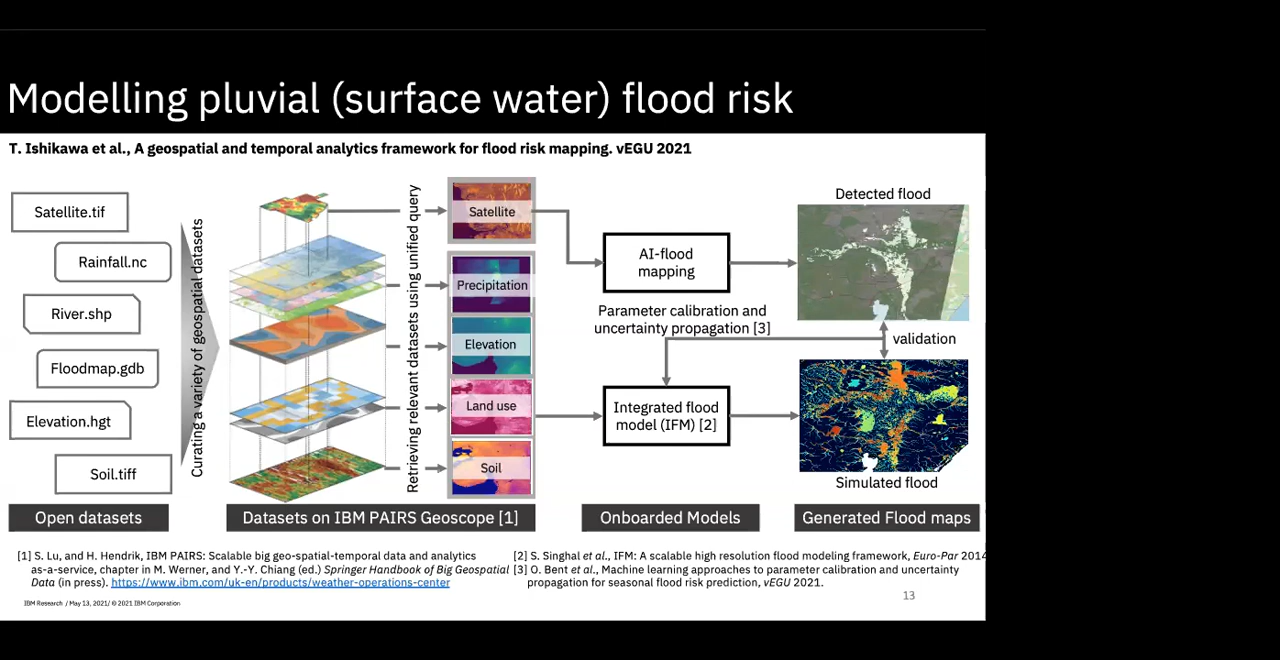 Modelling pluvial (surface water) flood risk
T. Ishikawa et al., A geospatial and temporal analytics framework for flood risk mapping. vEGU 2021
Satellite.tif
Rainfall.nc
River.shp
Floodmap.gdb
Elevation.hgt
Soil.tiff
Curating a variety of geospatial datasets
Retrieving relevant datasets using unified query
Satellite
Precipitation
Elevation
Land use
Soil
AI-flood
mapping
Parameter calibration and
uncertainty propagation [3]
Integrated flood
model (IFM) [2]
Detected flood
validation
Simulated flood
Open datasets
Datasets on IBM PAIRS Geoscope [1]
Onboarded Models
Generated Flood maps
[1] S. Lu, and H. Hendrik, IBM PAIRS: Scalable big geo-spatial-temporal data and analytics
as-a-service, chapter in M. Werner, and Y.-Y. Chiang (ed.) Springer Handbook of Big Geospatial
Data (in press). https://www.ibm.com/uk-en/products/weather-operations-center
[2] S. Singhal et al., IFM: A scalable high resolution flood modeling framework, Euro-Par 2014
[3] O. Bent et al., Machine learning approaches to parameter calibration and uncertainty
propagation for seasonal flood risk prediction, vEGU 2021.
IBM Research / May 13, 2021/ © 2021 IBM Corporation
13